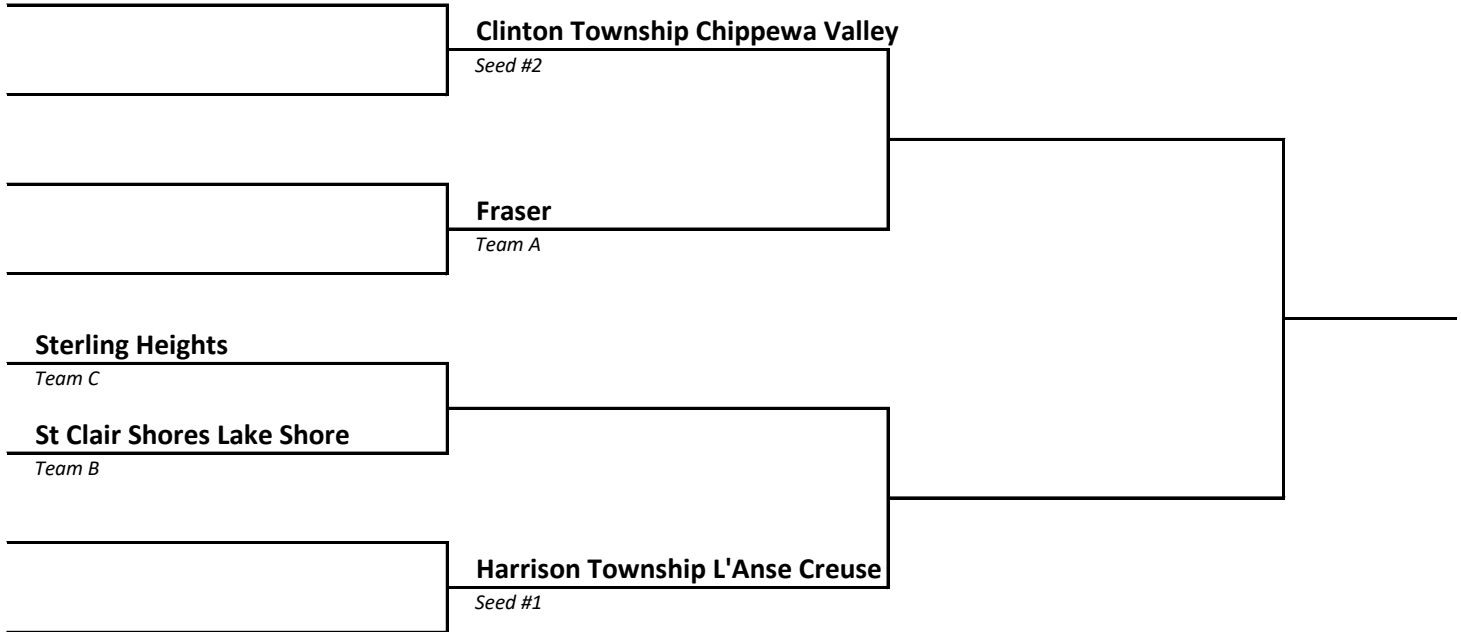 Clinton Township Chippewa Valley
Seed #2
Fraser
Team A
Sterling Heights
Team C
St Clair Shores Lake Shore
Team B
Harrison Township L'Anse Creuse
Seed #1